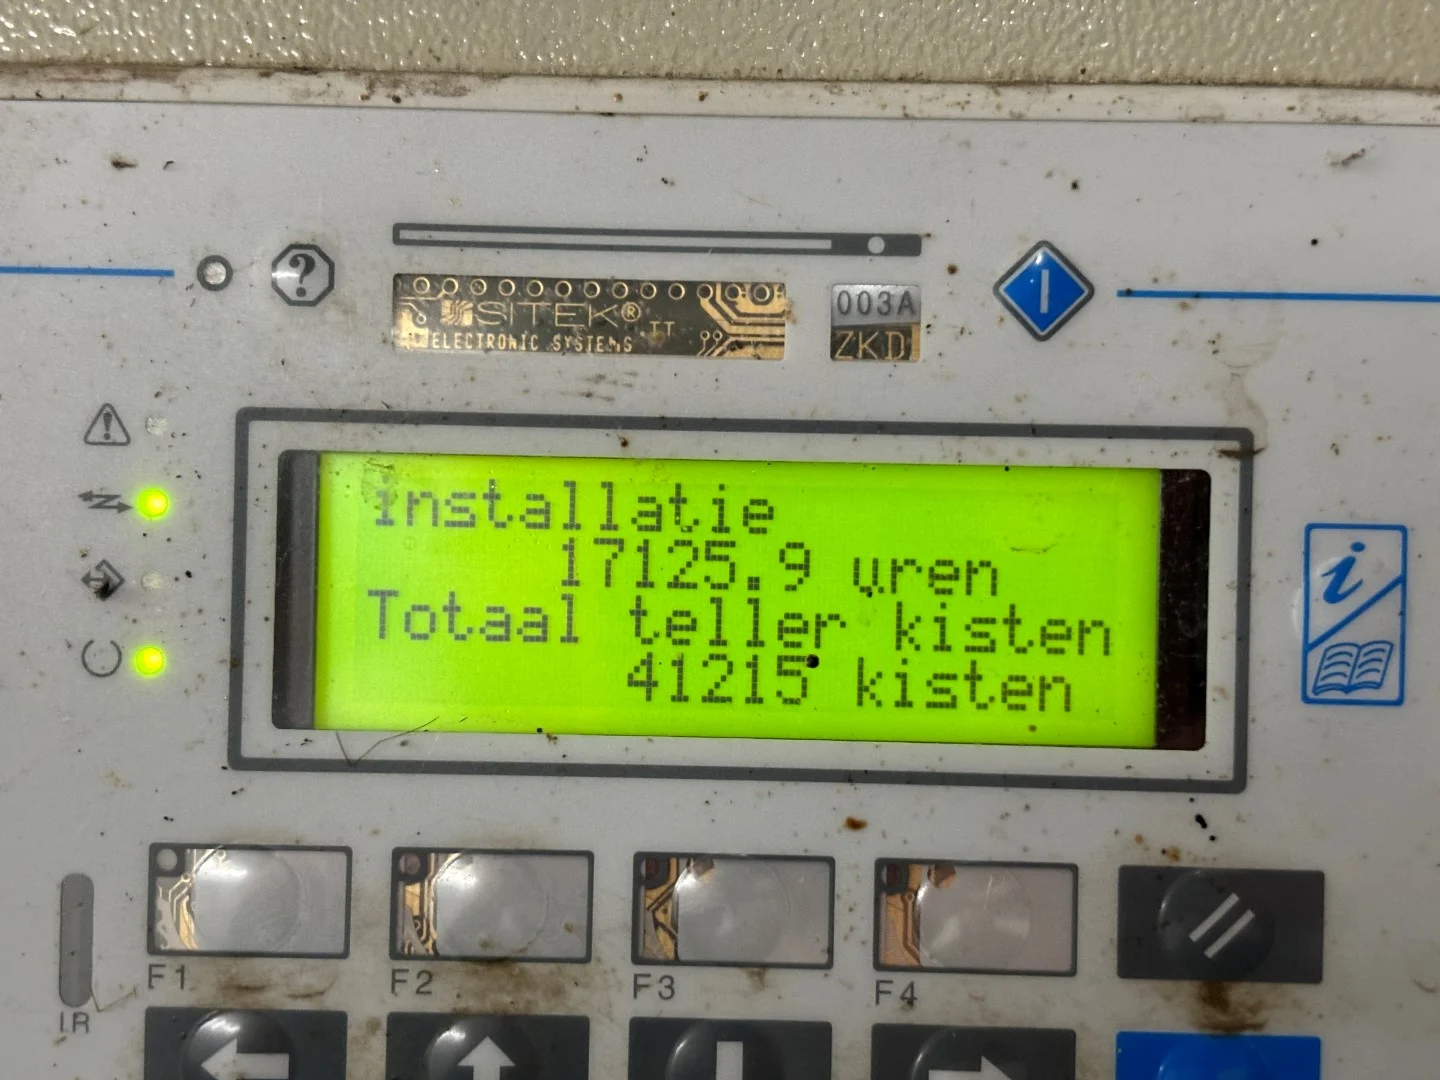 SITEK®
IT
ELECTRONIC SYSTEMS
003A
ZKD
installatie
17125.9 uren
Totaal teller kisten
41215 kisten
F1
F2
F3
F4
IR